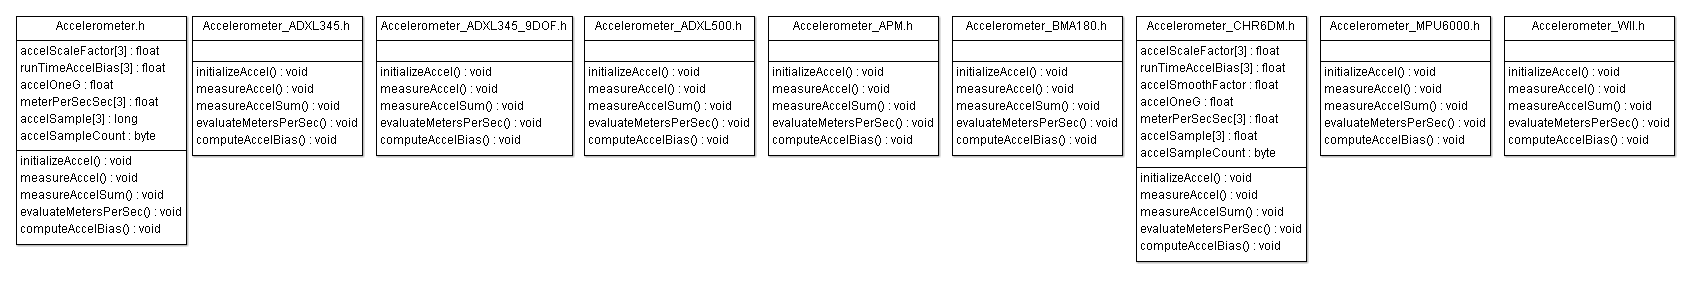 Accelerometer.h
accelScaleFactor[3] : float
runTimeAccelBias[3] : float
accelOneG : float
meterPerSecSec[3] : float
accelSample[3] : long
accelSampleCount : byte
initializeAccel() : void
measureAccel() : void
measureAccelSum() : void
evaluateMetersPerSec() : void
computeAccelBias() : void
Accelerometer_ADXL345.h
initializeAccel() : void
measureAccel() : void
measureAccelSum() : void
evaluateMetersPerSec() : void
computeAccelBias() : void
Accelerometer_ADXL345_9DOF.h
initializeAccel() : void
measureAccel() : void
measureAccelSum() : void
evaluateMetersPerSec() : void
computeAccelBias() : void
Accelerometer_ADXL500.h
initializeAccel() : void
measureAccel() : void
measureAccelSum() : void
evaluateMetersPerSec() : void
computeAccelBias() : void
Accelerometer_APM.h
initializeAccel() : void
measureAccel() : void
measureAccelSum() : void
evaluateMetersPerSec() : void
computeAccelBias() : void
Accelerometer_BMA180.h
initializeAccel() : void
measureAccel() : void
measureAccelSum() : void
evaluateMetersPerSec() : void
computeAccelBias() : void
Accelerometer_CHR6DM.h
accelScaleFactor[3] : float
runTimeAccelBias[3] : float
accelSmoothFactor : float
accelOneG : float
meterPerSecSec[3] : float
accelSample[3] : float
accelSampleCount : byte
initializeAccel() : void
measureAccel() : void
measureAccelSum() : void
evaluateMetersPerSec() : void
computeAccelBias() : void
Accelerometer_MPU6000.h
initializeAccel() : void
measureAccel() : void
measureAccelSum() : void
evaluateMetersPerSec() : void
computeAccelBias() : void
Accelerometer_WII.h
initializeAccel() : void
measureAccel() : void
measureAccelSum() : void
evaluateMetersPerSec() : void
computeAccelBias() : void